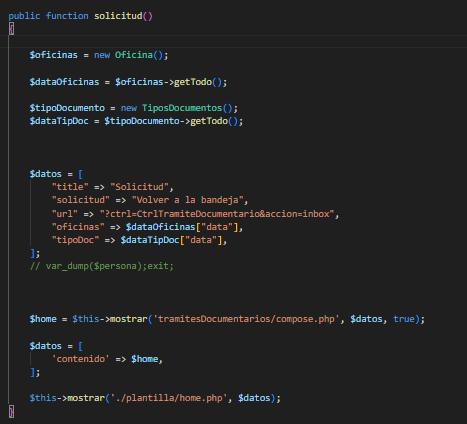 public function solicitud()
{
$oficinas = new Oficina();
$dataOficinas = $oficinas->getTodo();
$tipoDocumento = new TiposDocumentos();
$dataTipDoc = $tipoDocumento->getTodo();
$datos = [
"title" => "Solicitud",
"solicitud" => "Volver a la bandeja",
"url" => "?ctrl=CtrlTramiteDocumentario&accion=inbox",
"oficinas" => $dataOficinas["data"],
"tipoDoc" => $dataTipDoc["data"],
];
// var_dump($persona);exit;
$home = $this->mostrar('tramitesDocumentarios/compose.php', $datos, true);
$datos = [
'contenido' => $home,
];
$this->mostrar('./plantilla/home.php', $datos);
}